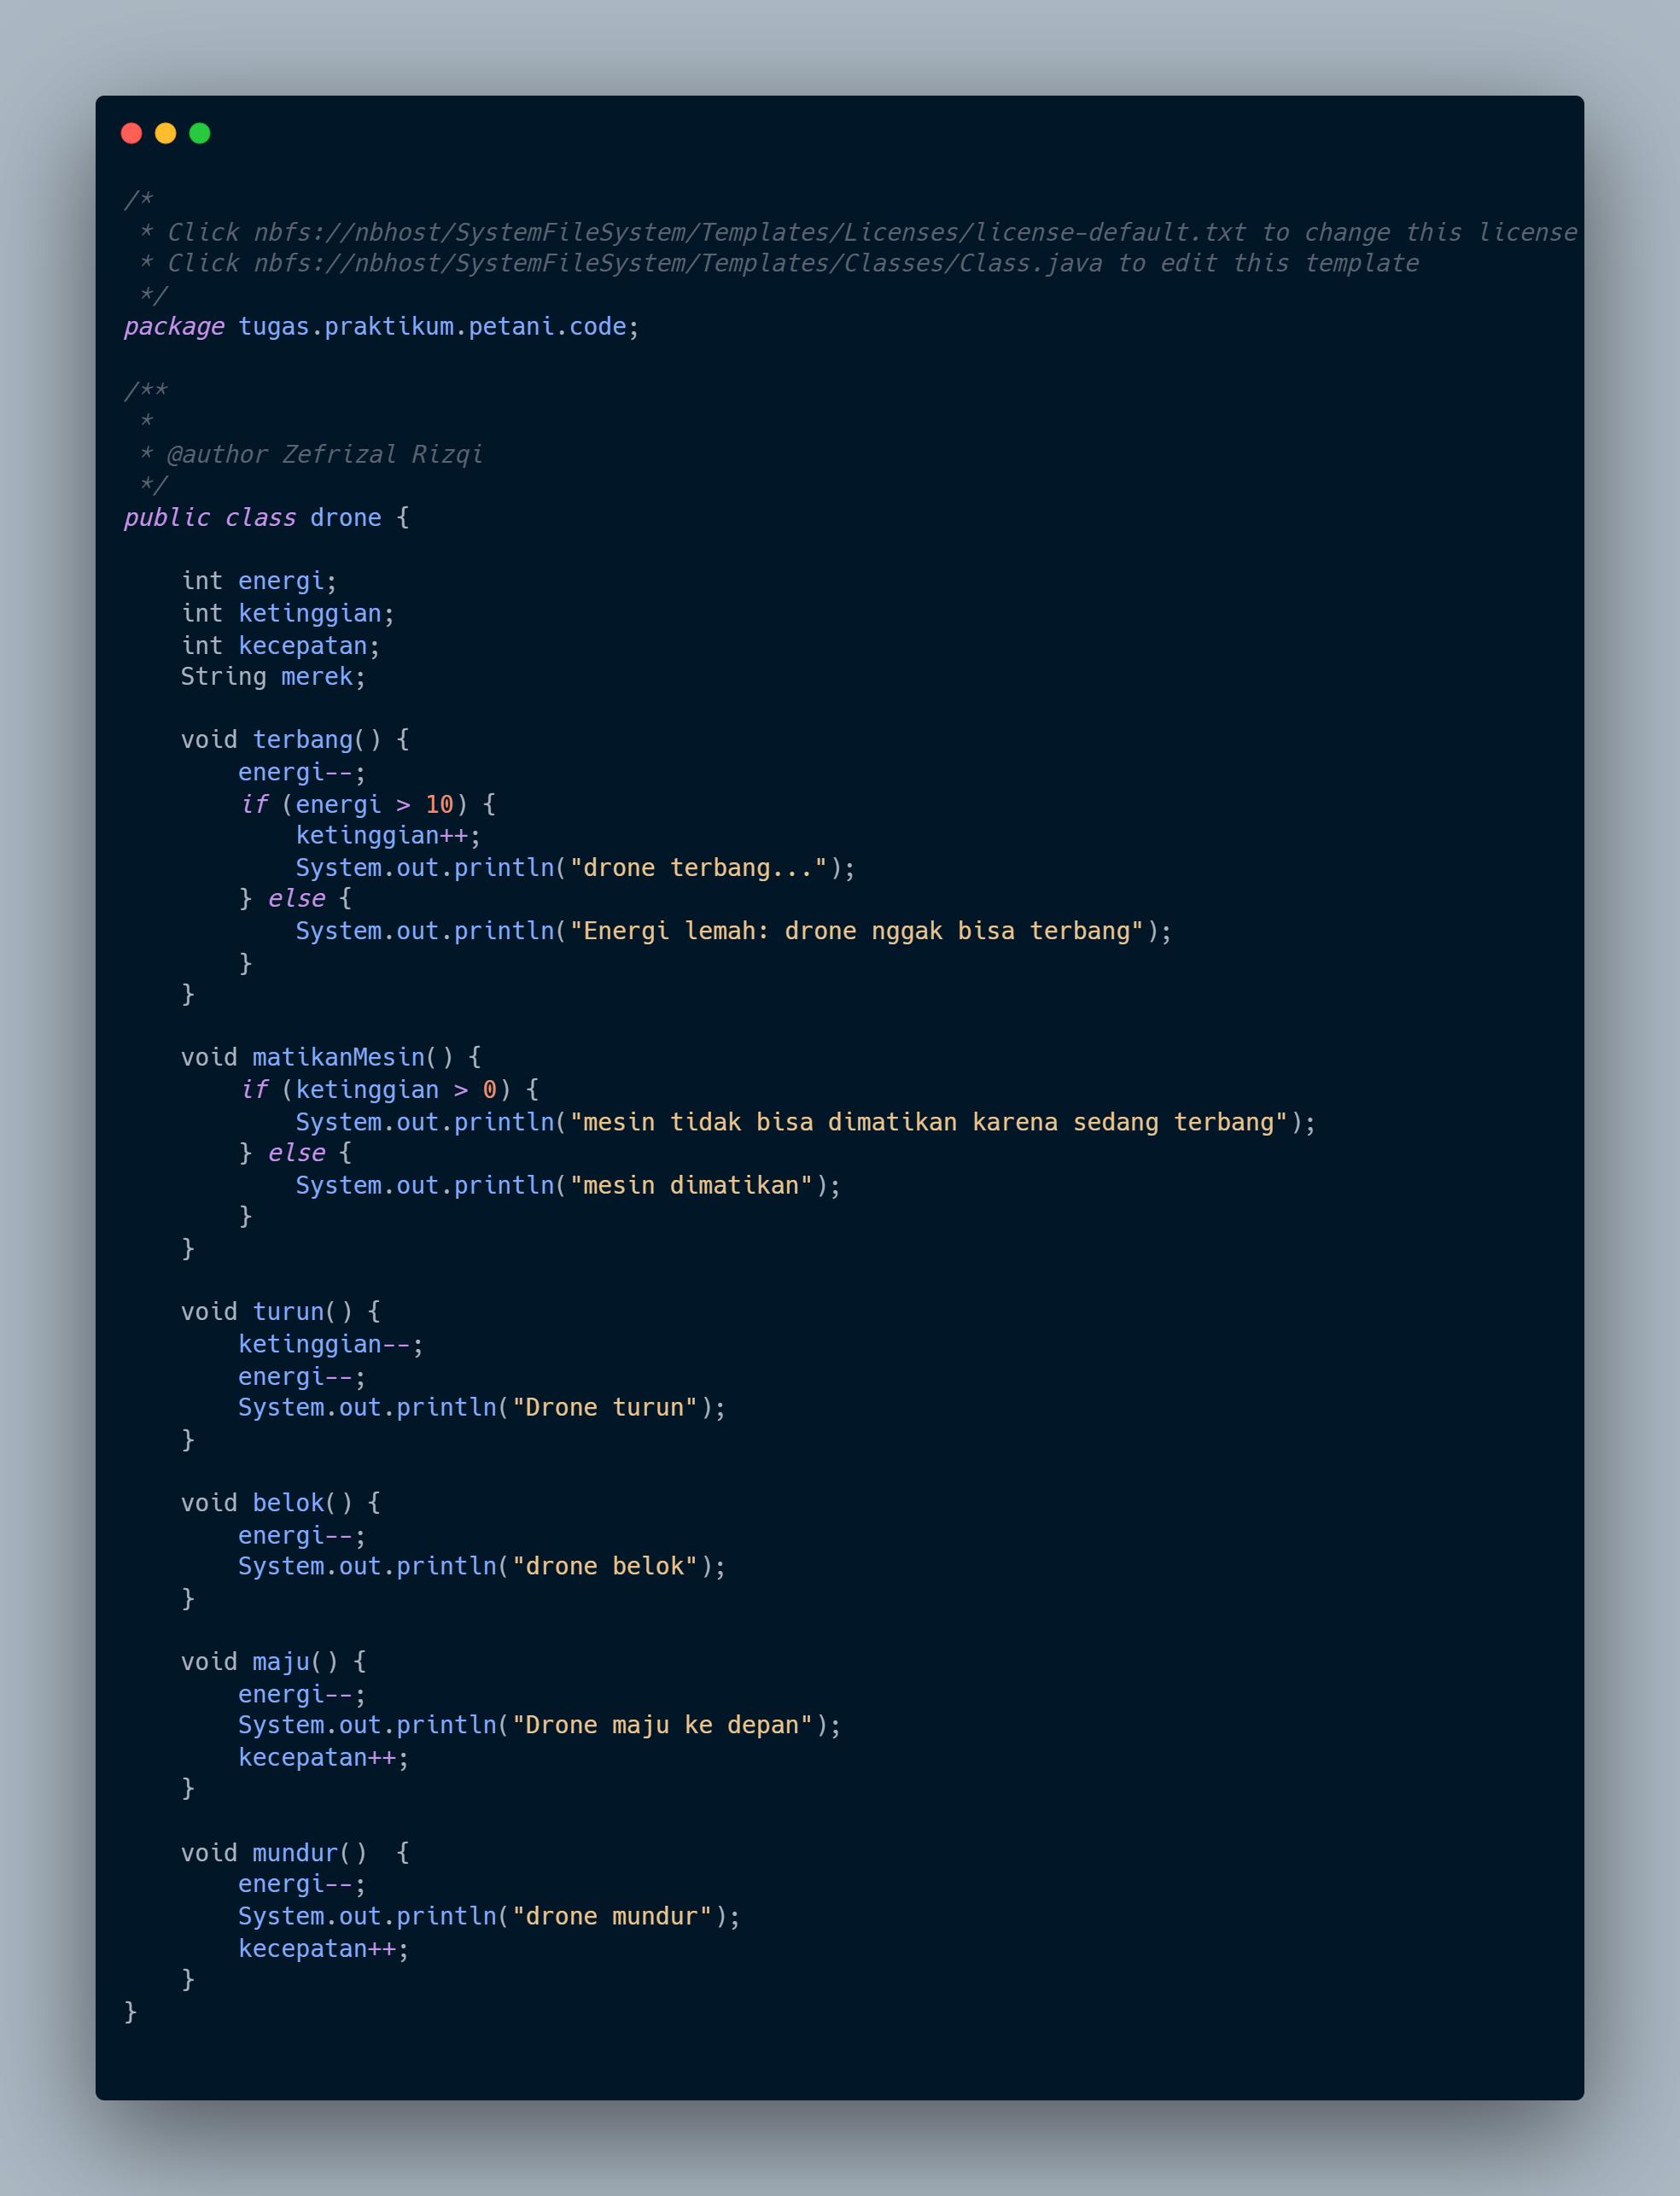 /*
 * Click nbfs://nbhost/SystemFileSystem/Templates/Licenses/license-default.txt to change this license
 * Click nbfs://nbhost/SystemFileSystem/Templates/Classes/Class.java to edit this template
 */
package tugas.praktikum.petani.code;

/**
 *
 * @author Zefrizal Rizqi
 */
public class drone {

    int energi;
    int ketinggian;
    int kecepatan;
    String merek;

    void terbang() {
        energi--;
        if (energi > 10) {
            ketinggian++;
            System.out.println("drone terbang...");
        } else {
            System.out.println("Energi lemah: drone nggak bisa terbang");
        }
    }

    void matikanMesin() {
        if (ketinggian > 0) {
            System.out.println("mesin tidak bisa dimatikan karena sedang terbang");
        } else {
            System.out.println("mesin dimatikan");
        }
    }

    void turun() {
        ketinggian--;
        energi--;
        System.out.println("Drone turun");
    }

    void belok() {
        energi--;
        System.out.println("drone belok");
    }

    void maju() {
        energi--;
        System.out.println("Drone maju ke depan");
        kecepatan++;
    }

    void mundur()  {
        energi--;
        System.out.println("drone mundur");
        kecepatan++;
    }
}